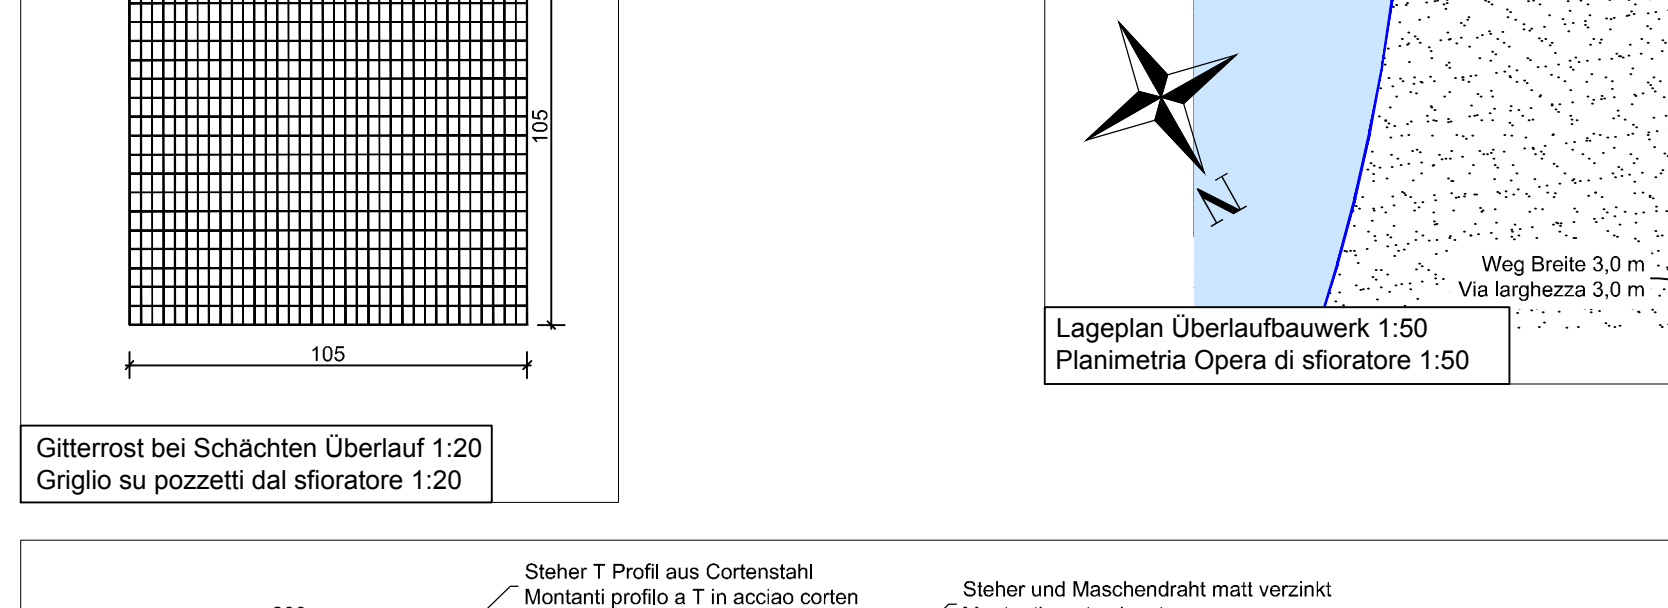 105
105
Gitterrost bei Schächten Überlauf 1:20
Griglio su pozzetti dal sfioratore 1:20
N
Weg Breite 3,0 m
Via larghezza 3,0 m
Lageplan Überlaufbauwerk 1:50
Planimetria Opera di sfioratore 1:50
Steher T Profil aus Cortenstahl
Montanti profilo a T in acciao corten
Steher und Maschendraht matt verzinkt